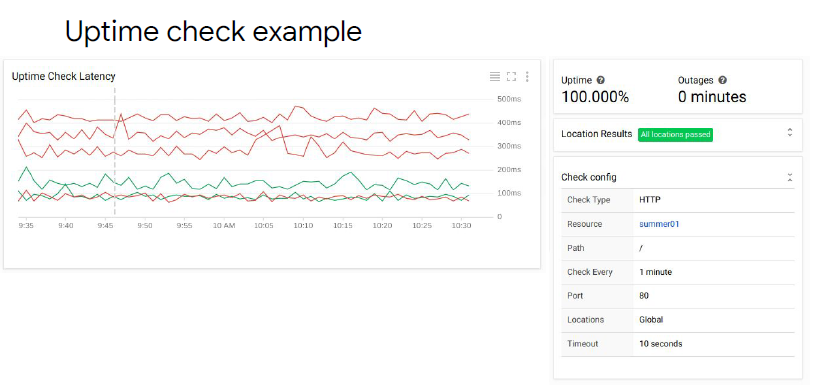 Uptime check example
Uptime Check Latency
500ms
400ms
300ms
200ms
100ms
0
9:35 9:40 9:45 9:50 9:55 10 AM 10:05 10:10 10:15 10:20 10:25 10:30
Uptime Outages
100.000% 0 minutes
Location Results All locations passed
Check config
Check Type HTTP
Resource summer01
Path /
Check Every 1 minute
Port 80
Locations Global
Timeout 10 seconds